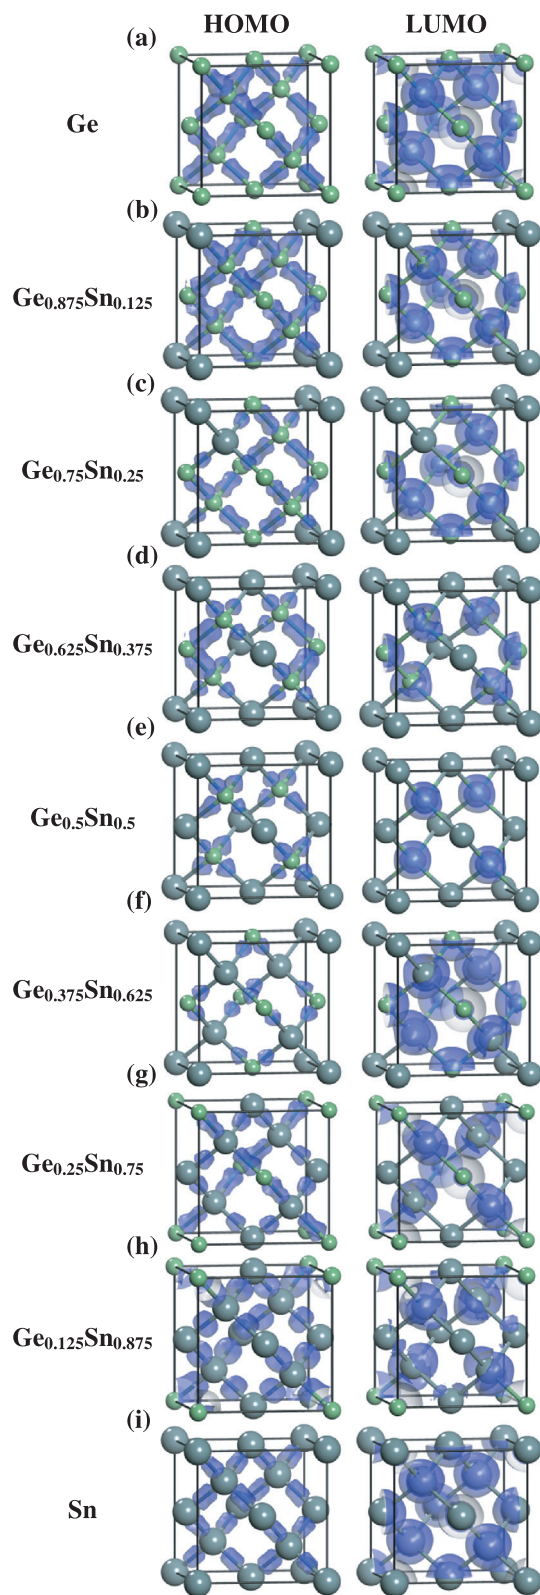 HOMO LUMO
(a)
Ge
(b)
Ge0.875Sn0.125
(c)
Ge0.75Sn0.25
(d)
Ge0.625Sn0.375
(e)
Ge0.5Sn0.5
(f)
Ge0.375Sn0.625
(g)
Ge0.25Sn0.75
(h)
Ge0.125Sn0.875
(i)
Sn